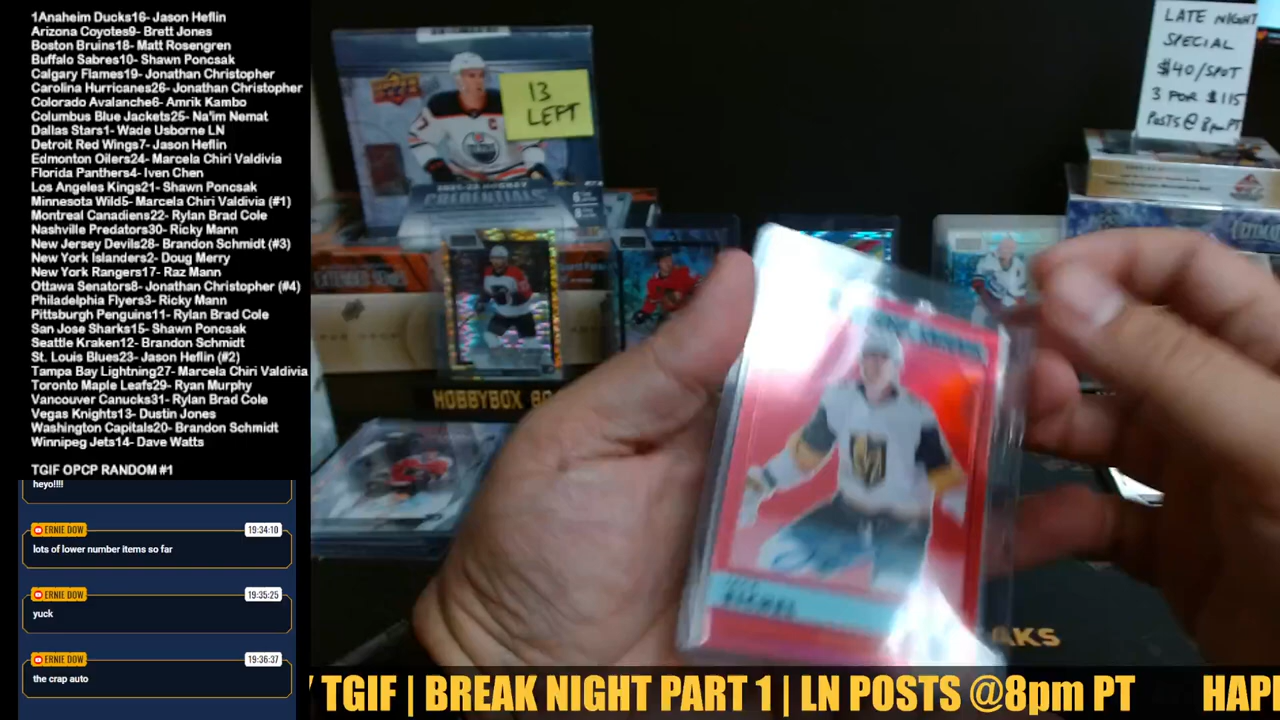 1Anaheim Ducks16- Jason Heflin
Arizona Coyotes9- Brett Jones
Boston Bruins18- Matt Rosengren
Buffalo Sabres10- Shawn Poncsak
Calgary Flames19- Jonathan Christopher
Carolina Hurricanes26- Jonathan Christopher
Colorado Avalanche6- Amrik Kambo
Columbus Blue Jackets25- Na'im Nemat
Dallas Stars1- Wade Usborne LN
Detroit Red Wings7- Jason Heflin
Edmonton Oilers24- Marcela Chiri Valdivia
Florida Panthers4- Iven Chen
Los Angeles Kings21- Shawn Poncsak
Minnesota Wild5- Marcela Chiri Valdivia (#1)
Montreal Canadiens22- Rylan Brad Cole
Nashville Predators30- Ricky Mann
New Jersey Devils28- Brandon Schmidt (#3)
New York Islanders2- Doug Merry
New York Rangers17- Raz Mann
Ottawa Senators8- Jonathan Christopher (#4)
Philadelphia Flyers3- Ricky Mann
Pittsburgh Penguins11- Rylan Brad Cole
San Jose Sharks15- Shawn Poncsak
Seattle Kraken12- Brandon Schmidt
St. Louis Blues23- Jason Heflin (#2)
Tampa Bay Lightning27- Marcela Chiri Valdivia
Toronto Maple Leafs29- Ryan Murphy
Vancouver Canucks31- Rylan Brad Cole
Vegas Knights13- Dustin Jones
Washington Capitals20- Brandon Schmidt
Winnipeg Jets14- Dave Watts
TGIF OPCP RANDOM #1
heyo!!!!
ERNIE DOW 19:34:10
lots of lower number items so far
ERNIE DOW 19:35:25
yuck
ERNIE DOW 19:36:37
the crap auto
13
LEFT
CREDENTIALS
LATE NIGHT
SPECIAL
$40/SPOT
3 FOR $115
POSTS @ 8pm PT
HOBBYBOX
EICHEL
TGIF | BREAK NIGHT PART 1 | LN POSTS @8pm PT HAPP